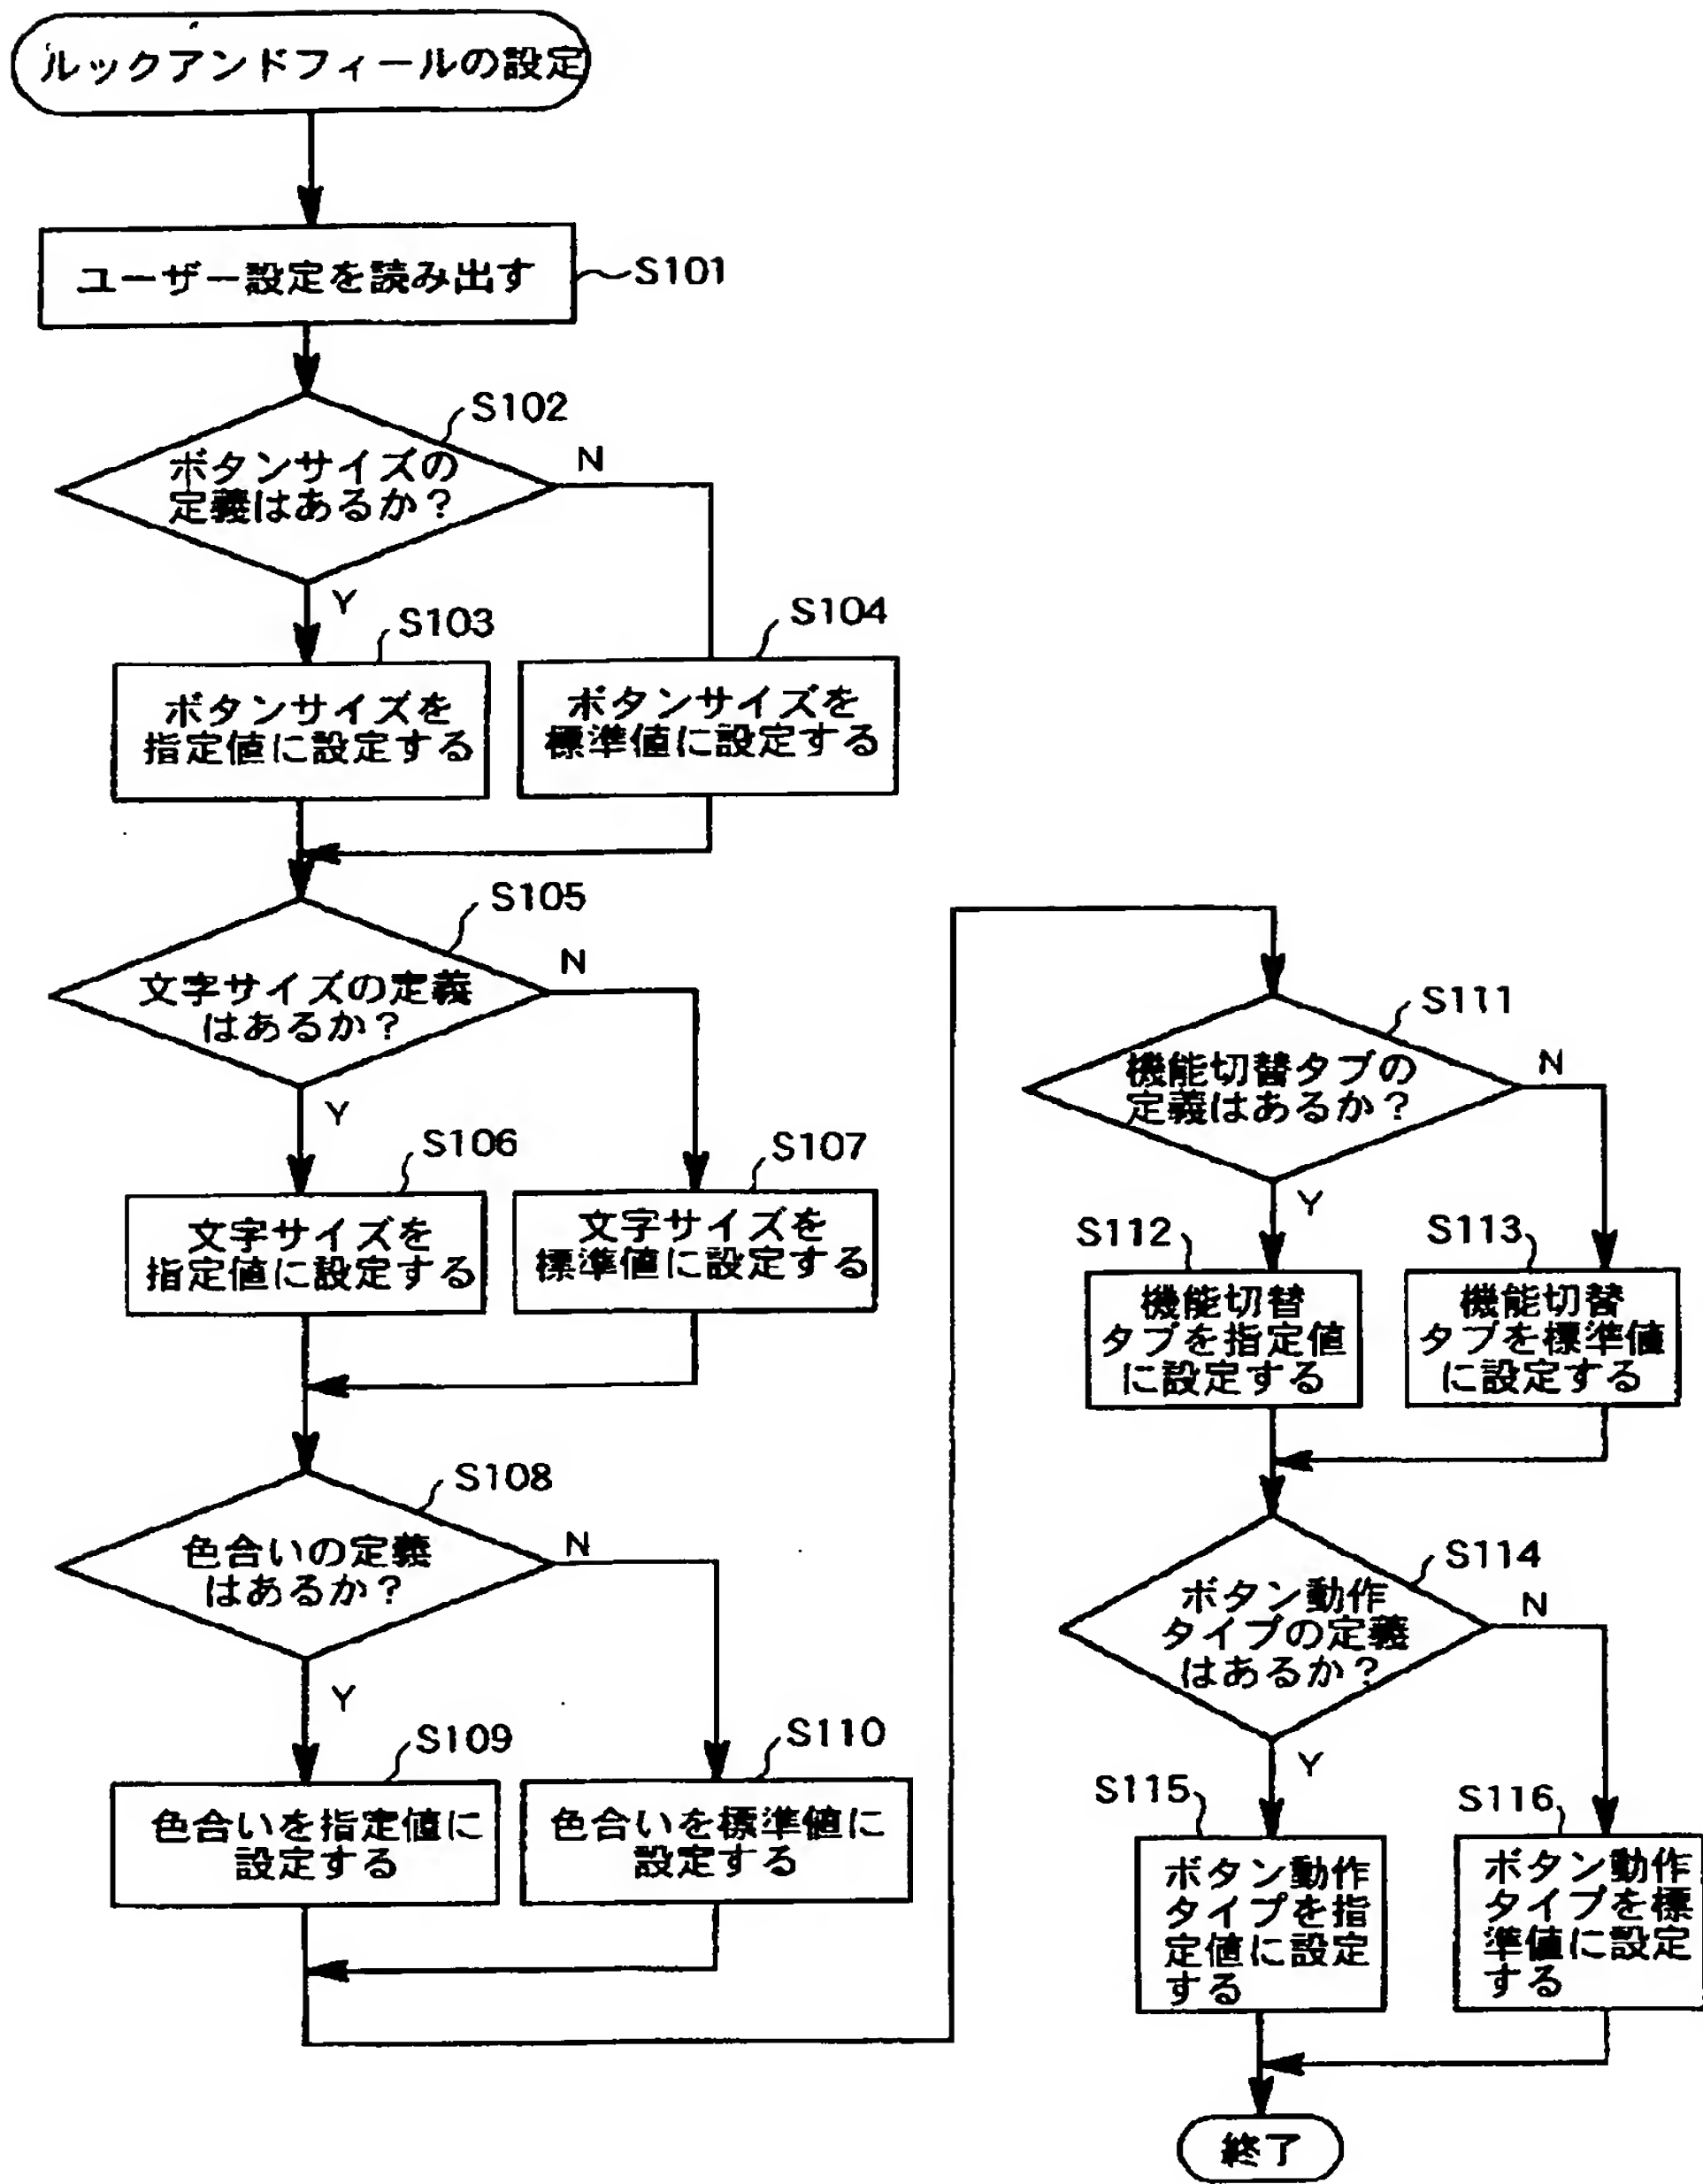 ルックアンドフィールの設定
ユーザー設定を読み出す
S101
S102
ボタンサイズの
定義はあるか？
N
Y
S103
ボタンサイズを
指定値に設定する
S104
ボタンサイズを
標準値に設定する
S105
文字サイズの定義
はあるか？
N
Y
S106
文字サイズを
指定値に設定する
S107
文字サイズを
標準値に設定する
S108
色合いの定義
はあるか？
N
Y
S109
色合いを指定値に
設定する
S110
色合いを標準値に
設定する
S111
機能切替タブの
定義はあるか？
N
Y
S112
機能切替
タブを指定値
に設定する
S113
機能切替
タブを標準値
に設定する
S114
ボタン動作
タイプの定義
はあるか？
N
Y
S115
ボタン動作
タイプを指
定値に設定
する
S116
ボタン動作
タイプを標
準値に設定
する
終了